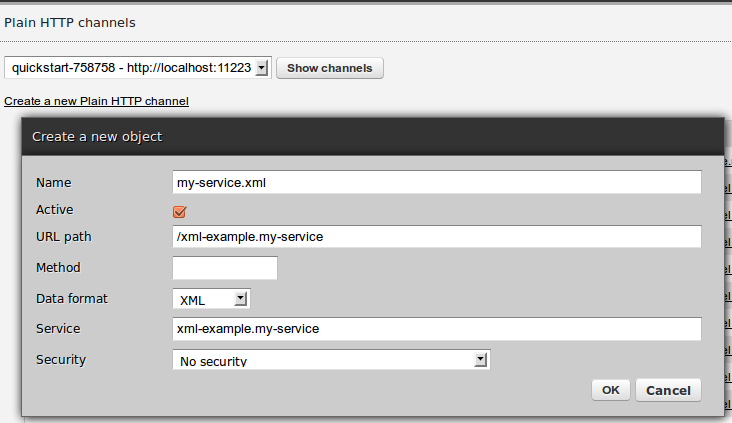 Plain HTTP channels
quickstart-758758 - http://localhost:11223 Show channels
Create a new Plain HTTP channel
Create a new object
Name my-service.xml
Active
URL path /xml-example.my-service
Method
Data format XML
Service xml-example.my-service
Security No security
OK Cancel